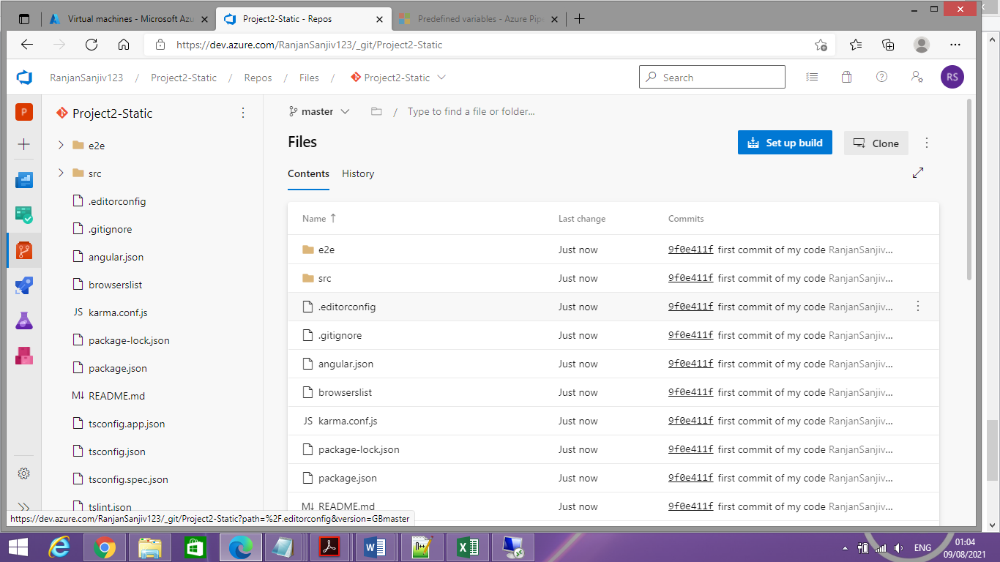 Virtual machines - Microsoft Azu
Project2-Static - Repos
Predefined variables - Azure Pip
https://dev.azure.com/RanjanSanjiv123/_git/Project2-Static
RanjanSanjiv123 / Project2-Static / Repos / Files / Project2-Static
Search
RS
P
Project2-Static
e2e
src
.editorconfig
.gitignore
angular.json
browserslist
JS karma.conf.js
package-lock.json
package.json
M↓ README.md
tsconfig.app.json
tsconfig.json
tsconfig.spec.json
tslint.json
master / Type to find a file or folder...
Files
Set up build
Clone
Contents History
Name ↑ Last change Commits
e2e Just now 9f0e411f first commit of my code RanjanSanjiv...
src Just now 9f0e411f first commit of my code RanjanSanjiv...
.editorconfig Just now 9f0e411f first commit of my code RanjanSanjiv...
.gitignore Just now 9f0e411f first commit of my code RanjanSanjiv...
angular.json Just now 9f0e411f first commit of my code RanjanSanjiv...
browserslist Just now 9f0e411f first commit of my code RanjanSanjiv...
JS karma.conf.js Just now 9f0e411f first commit of my code RanjanSanjiv...
package-lock.json Just now 9f0e411f first commit of my code RanjanSanjiv...
package.json Just now 9f0e411f first commit of my code RanjanSanjiv...
M↓ README.md Just now 9f0e411f first commit of my code RanjanSanjiv...
https://dev.azure.com/RanjanSanjiv123/_git/Project2-Static?path=%2F.editorconfig&version=GBmaster
ENG
01:04
09/08/2021